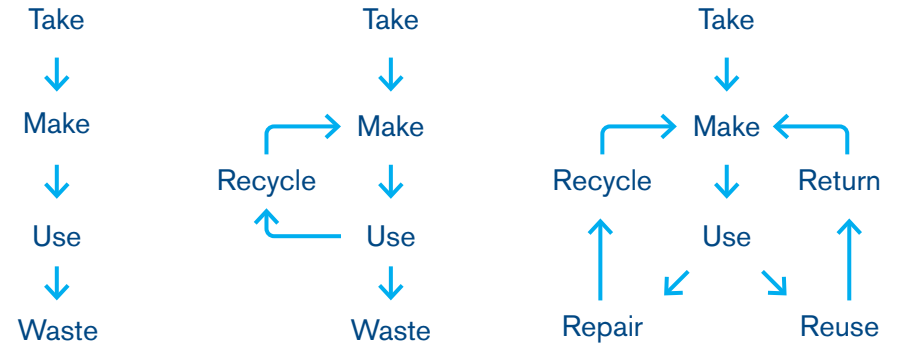 Take
Make
Use
Waste
Take
Make
Recycle
Use
Waste
Take
Make
Recycle
Return
Use
Repair
Reuse